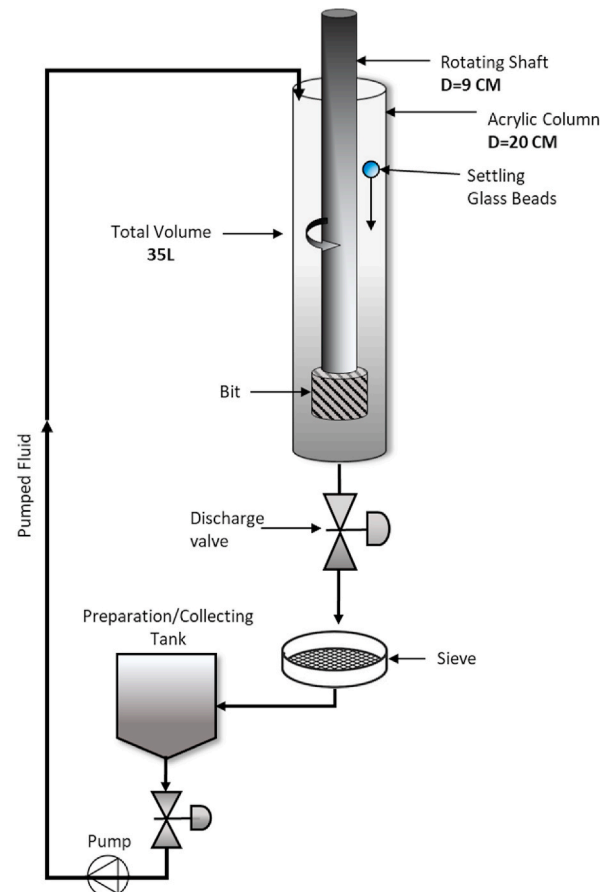 Rotating Shaft
D=9 CM
Acrylic Column
D=20 CM
Settling
Glass Beads
Total Volume
35L
Bit
Pumped Fluid
Discharge
valve
Preparation/Collecting
Tank
Sieve
Pump